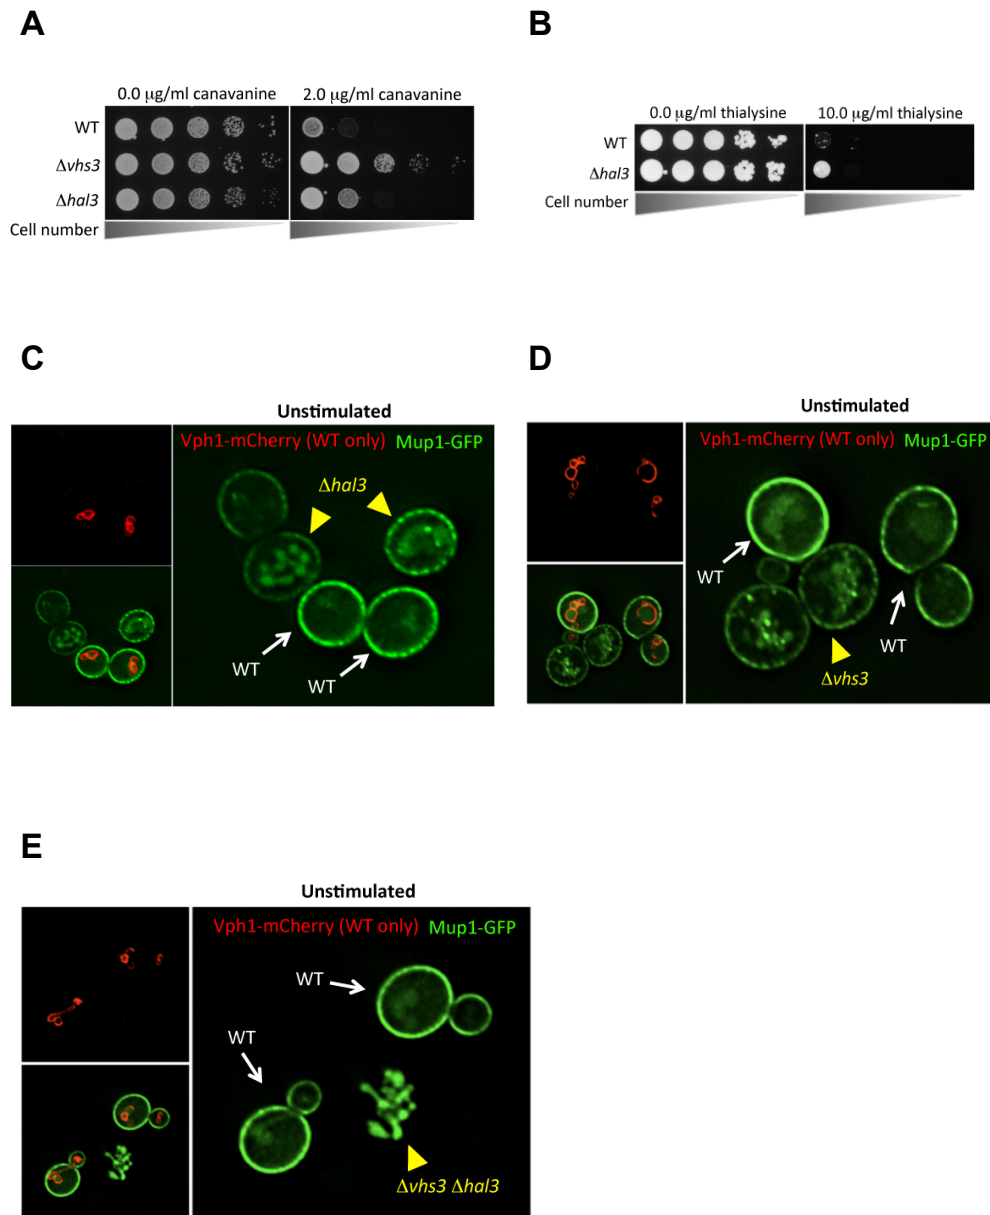 A
0.0 μg/ml canavanine 2.0 μg/ml canavanine
WT
Δvhs3
Δhal3
Cell number
B
0.0 μg/ml thialysine 10.0 μg/ml thialysine
WT
Δhal3
Cell number
C
Unstimulated
Vph1-mCherry (WT only) Mup1-GFP
Δhal3
WT
WT
D
Unstimulated
Vph1-mCherry (WT only) Mup1-GFP
WT
WT
Δvhs3
E
Unstimulated
Vph1-mCherry (WT only) Mup1-GFP
WT
WT
Δvhs3 Δhal3